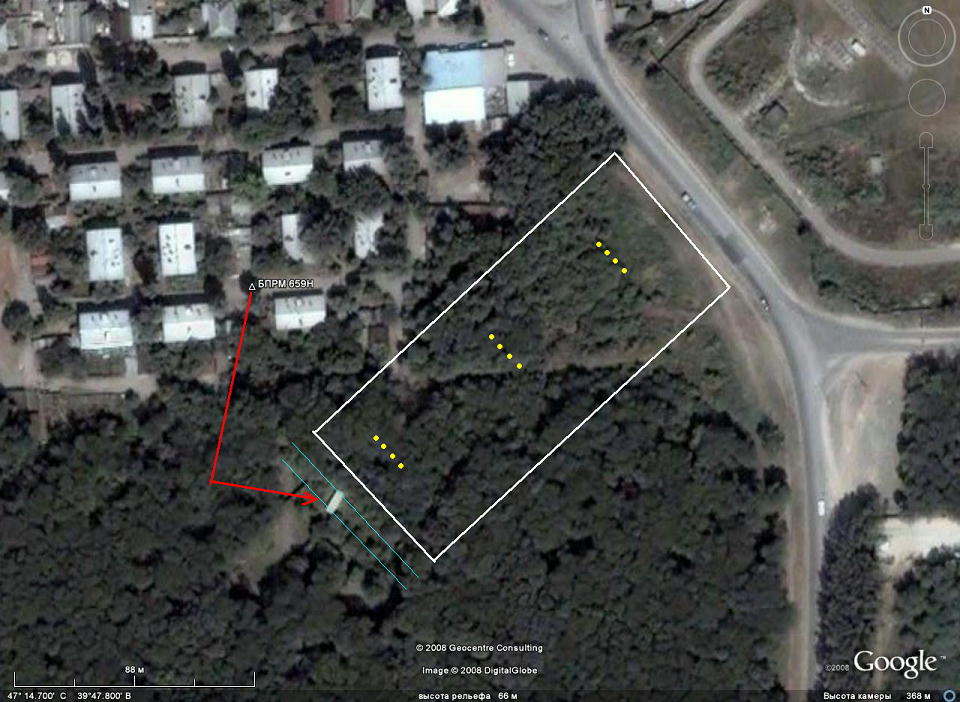 N
БПРМ 659Н
© 2008 Geocentre Consulting
Image © 2008 DigitalGlobe
©2008 Google™
88 м
47° 14.700' С 39°47.800' В
высота рельефа 66 м
Высота камеры 368 м